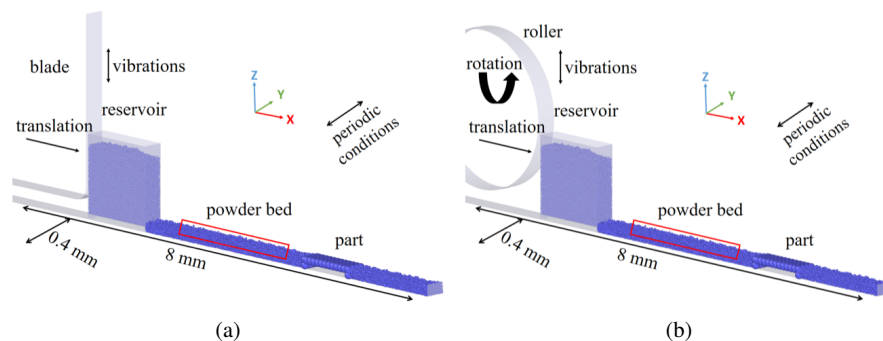 blade
vibrations
reservoir
translation
Z
Y
X
periodic
conditions
powder bed
part
0.4 mm
8 mm
(a)
roller
rotation
vibrations
reservoir
translation
Z
Y
X
periodic
conditions
powder bed
part
0.4 mm
8 mm
(b)